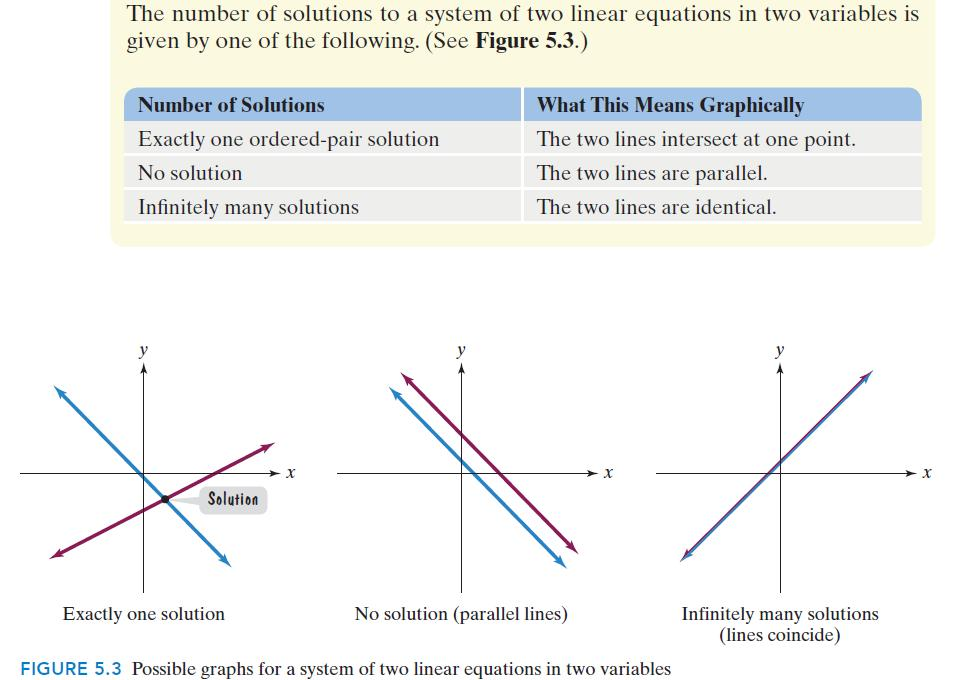 The number of solutions to a system of two linear equations in two variables is
given by one of the following. (See Figure 5.3.)
Number of Solutions What This Means Graphically
Exactly one ordered-pair solution The two lines intersect at one point.
No solution The two lines are parallel.
Infinitely many solutions The two lines are identical.
y y y
x x x
Solution
Exactly one solution No solution (parallel lines) Infinitely many solutions
(lines coincide)
FIGURE 5.3 Possible graphs for a system of two linear equations in two variables